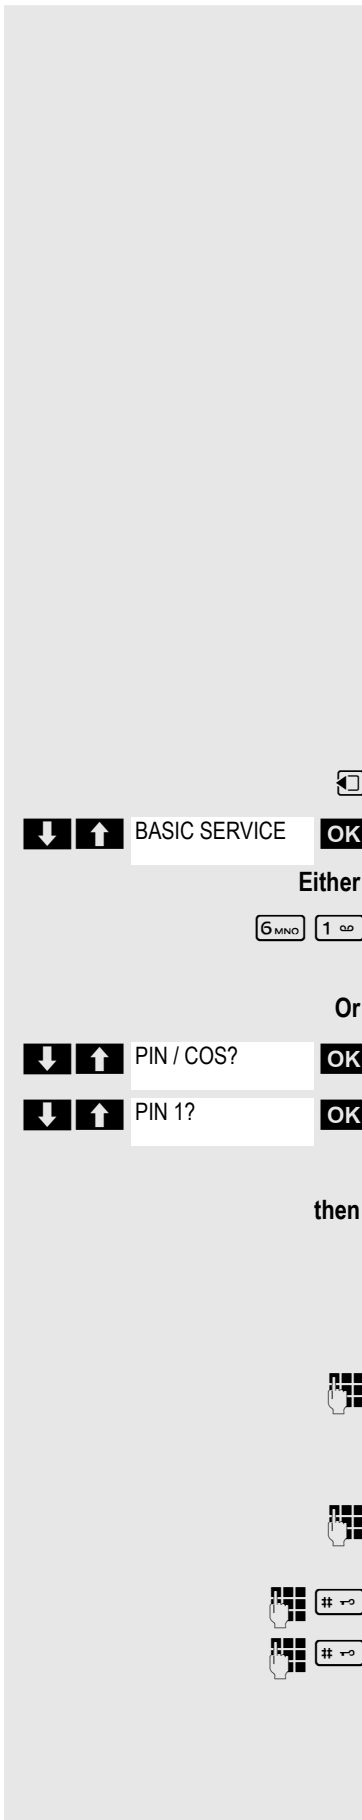 BASIC SERVICE OK
Either
6 MNO 1
Or
PIN / COS? OK
PIN 1? OK
then
#
#